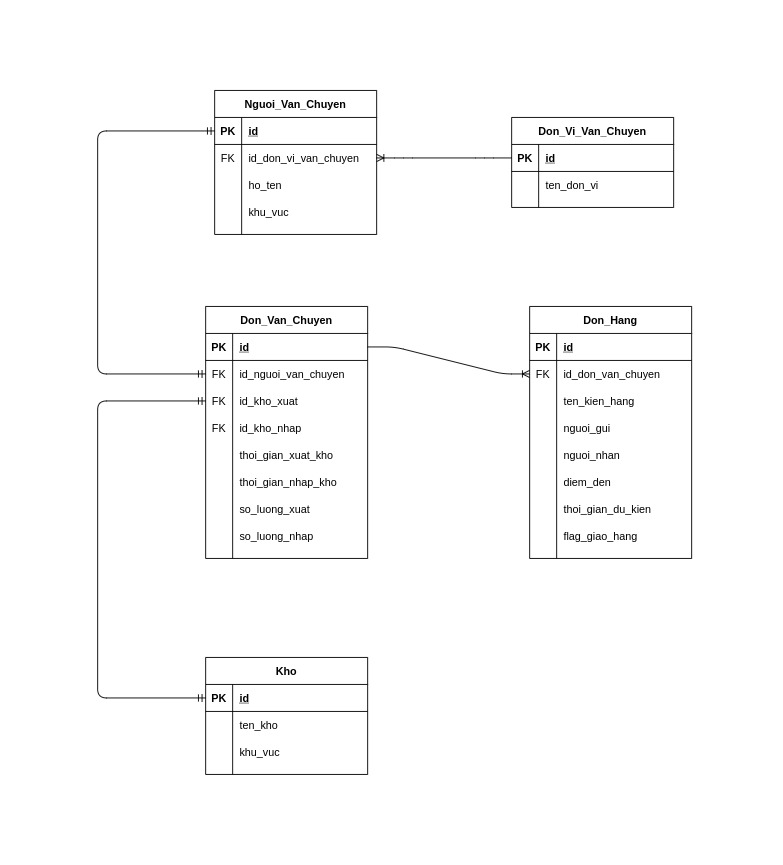 Nguoi_Van_Chuyen
PK id
FK id_don_vi_van_chuyen
ho_ten
khu_vuc
Don_Vi_Van_Chuyen
PK id
ten_don_vi
Don_Van_Chuyen
PK id
FK id_nguoi_van_chuyen
FK id_kho_xuat
FK id_kho_nhap
thoi_gian_xuat_kho
thoi_gian_nhap_kho
so_luong_xuat
so_luong_nhap
Don_Hang
PK id
FK id_don_van_chuyen
ten_kien_hang
nguoi_gui
nguoi_nhan
diem_den
thoi_gian_du_kien
flag_giao_hang
Kho
PK id
ten_kho
khu_vuc